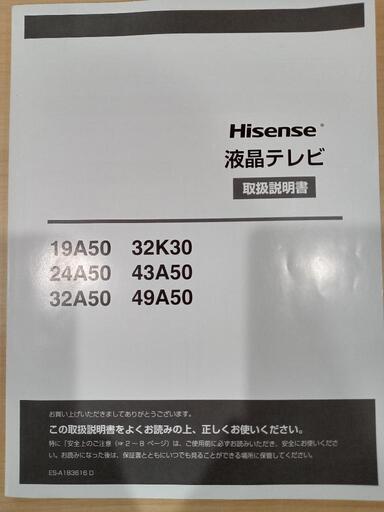 Hisense®
液晶テレビ
取扱説明書
19A50 32K30
24A50 43A50
32A50 49A50
お買い上げいただきましてありがとうございます。
この取扱説明書をよくお読みの上、正しくお使いください。
特に「安全上のご注意（☞ 2 ～ 8 ページ）は、ご使用前に必ずお読みいただき、安全にお使いください。
お読みになった後は、保証書とともにいつでも見ることができる場所に保管してください。
ES-A183616 D